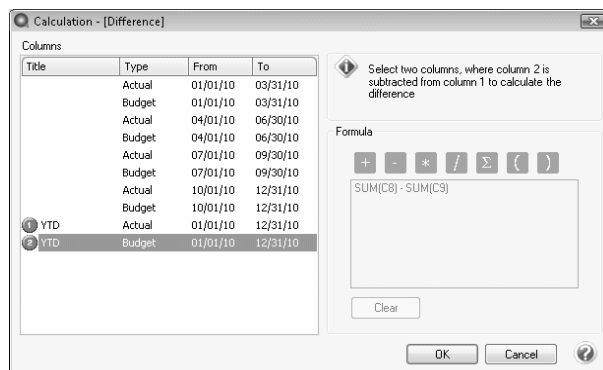 Calculation - [Difference]
Columns
Title Type From To
Actual 01/01/10 03/31/10
Budget 01/01/10 03/31/10
Actual 04/01/10 06/30/10
Budget 04/01/10 06/30/10
Actual 07/01/10 09/30/10
Budget 07/01/10 09/30/10
Actual 10/01/10 12/31/10
Budget 10/01/10 12/31/10
1 YTD Actual 01/01/10 12/31/10
2 YTD Budget 01/01/10 12/31/10
Select two columns, where column 2 is
subtracted from column 1 to calculate the
difference
Formula
+ - * / Σ ( )
SUM(C8) - SUM(C9)
Clear
OK Cancel ?